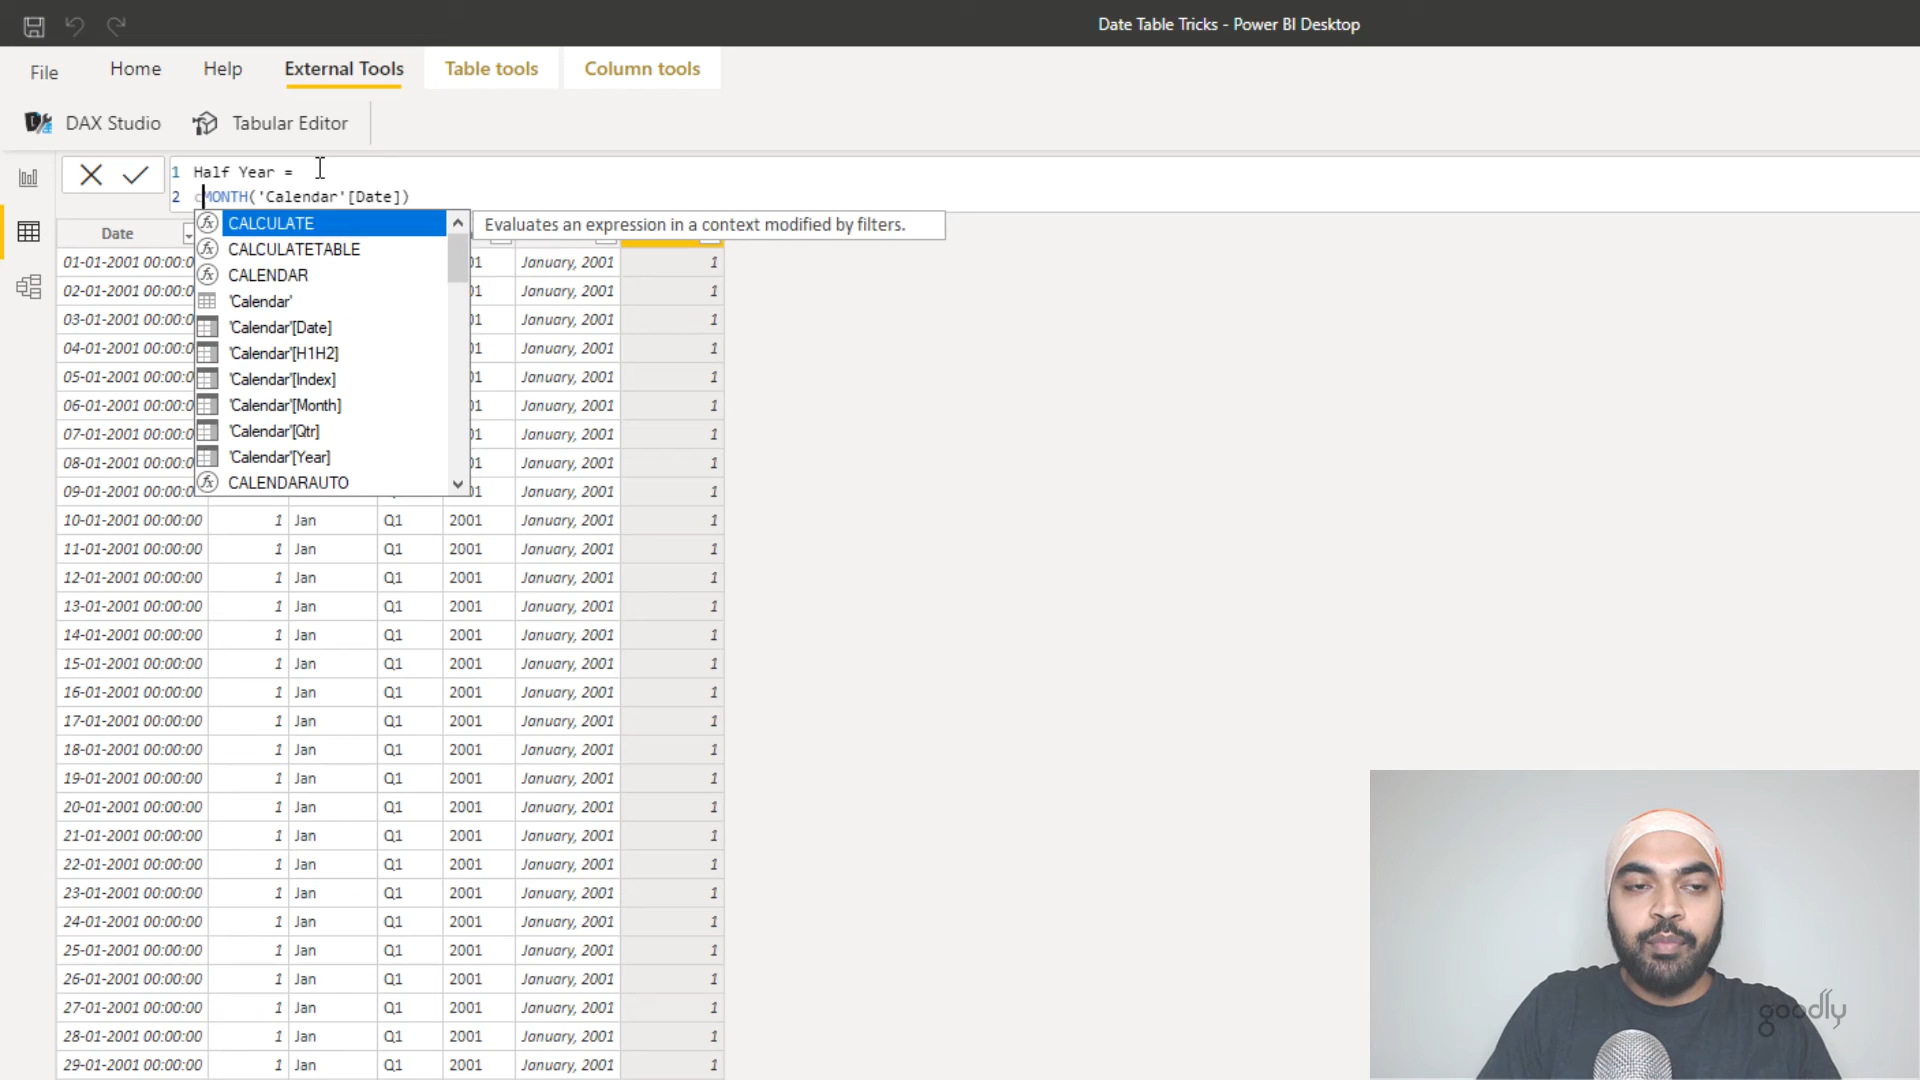 Date Table Tricks - Power BI Desktop
File Home Help External Tools Table tools Column tools
DAX Studio Tabular Editor
1 Half Year =
2 cMONTH('Calendar'[Date])
CALCULATE
Evaluates an expression in a context modified by filters.
CALCULATETABLE
CALENDAR
'Calendar'
'Calendar'[Date]
'Calendar'[H1H2]
'Calendar'[Index]
'Calendar'[Month]
'Calendar'[Qtr]
'Calendar'[Year]
CALENDARAUTO
Date
01-01-2001 00:00:0 01 January, 2001 1
02-01-2001 00:00:0 01 January, 2001 1
03-01-2001 00:00:0 01 January, 2001 1
04-01-2001 00:00:0 01 January, 2001 1
05-01-2001 00:00:0 01 January, 2001 1
06-01-2001 00:00:0 01 January, 2001 1
07-01-2001 00:00:0 01 January, 2001 1
08-01-2001 00:00:0 01 January, 2001 1
09-01-2001 00:00:0 01 January, 2001 1
10-01-2001 00:00:00 1 Jan Q1 2001 January, 2001 1
11-01-2001 00:00:00 1 Jan Q1 2001 January, 2001 1
12-01-2001 00:00:00 1 Jan Q1 2001 January, 2001 1
13-01-2001 00:00:00 1 Jan Q1 2001 January, 2001 1
14-01-2001 00:00:00 1 Jan Q1 2001 January, 2001 1
15-01-2001 00:00:00 1 Jan Q1 2001 January, 2001 1
16-01-2001 00:00:00 1 Jan Q1 2001 January, 2001 1
17-01-2001 00:00:00 1 Jan Q1 2001 January, 2001 1
18-01-2001 00:00:00 1 Jan Q1 2001 January, 2001 1
19-01-2001 00:00:00 1 Jan Q1 2001 January, 2001 1
20-01-2001 00:00:00 1 Jan Q1 2001 January, 2001 1
21-01-2001 00:00:00 1 Jan Q1 2001 January, 2001 1
22-01-2001 00:00:00 1 Jan Q1 2001 January, 2001 1
23-01-2001 00:00:00 1 Jan Q1 2001 January, 2001 1
24-01-2001 00:00:00 1 Jan Q1 2001 January, 2001 1
25-01-2001 00:00:00 1 Jan Q1 2001 January, 2001 1
26-01-2001 00:00:00 1 Jan Q1 2001 January, 2001 1
27-01-2001 00:00:00 1 Jan Q1 2001 January, 2001 1
28-01-2001 00:00:00 1 Jan Q1 2001 January, 2001 1
29-01-2001 00:00:00 1 Jan Q1 2001 January, 2001 1
goodly